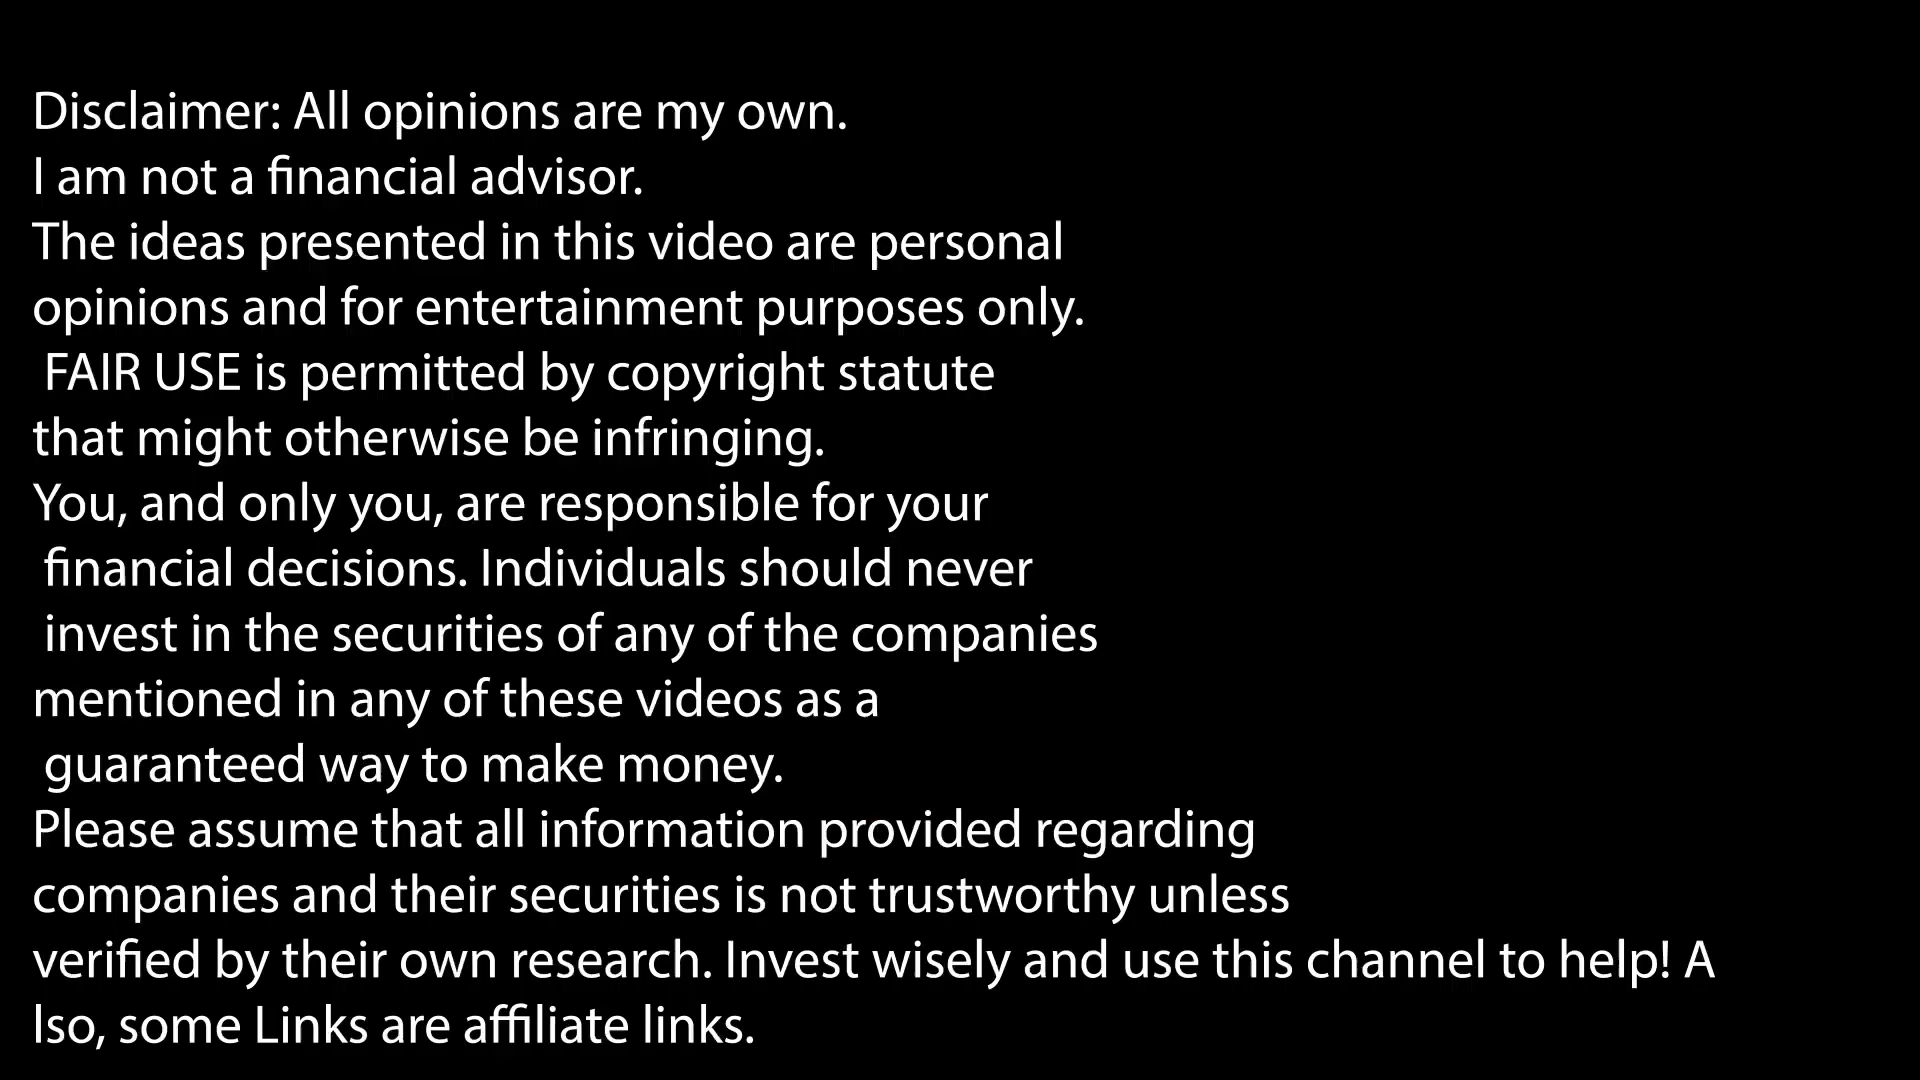 Disclaimer: All opinions are my own.
I am not a financial advisor.
The ideas presented in this video are personal
opinions and for entertainment purposes only.
FAIR USE is permitted by copyright statute
that might otherwise be infringing.
You, and only you, are responsible for your
financial decisions. Individuals should never
invest in the securities of any of the companies
mentioned in any of these videos as a
guaranteed way to make money.
Please assume that all information provided regarding
companies and their securities is not trustworthy unless
verified by their own research. Invest wisely and use this channel to help! A
lso, some Links are affiliate links.